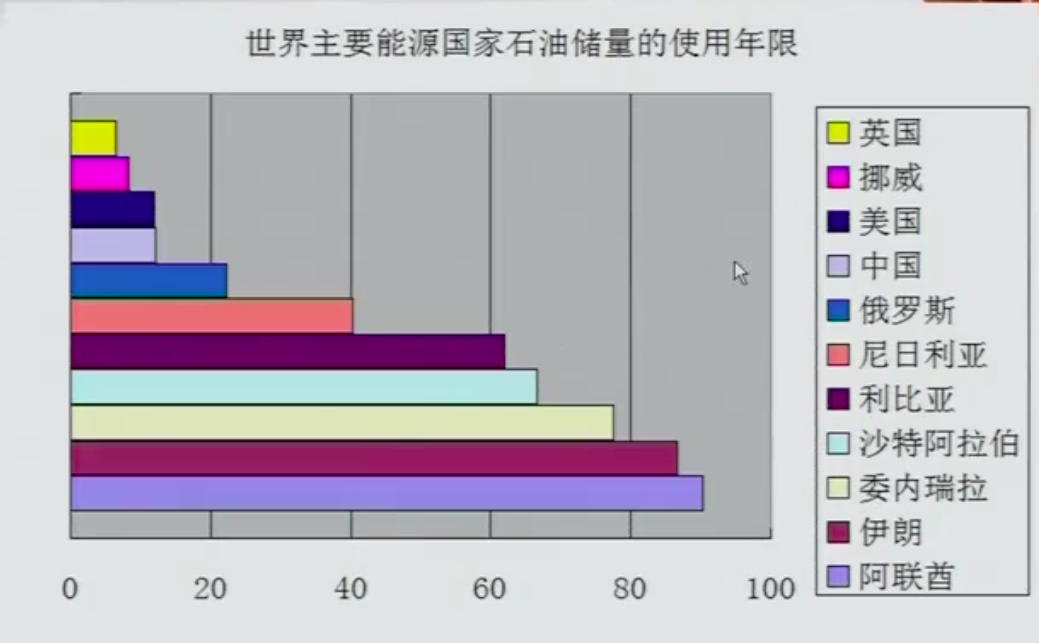 世界主要能源国家石油储量的使用年限
英国
挪威
美国
中国
俄罗斯
尼日利亚
利比亚
沙特阿拉伯
委内瑞拉
伊朗
阿联酋
0 20 40 60 80 100